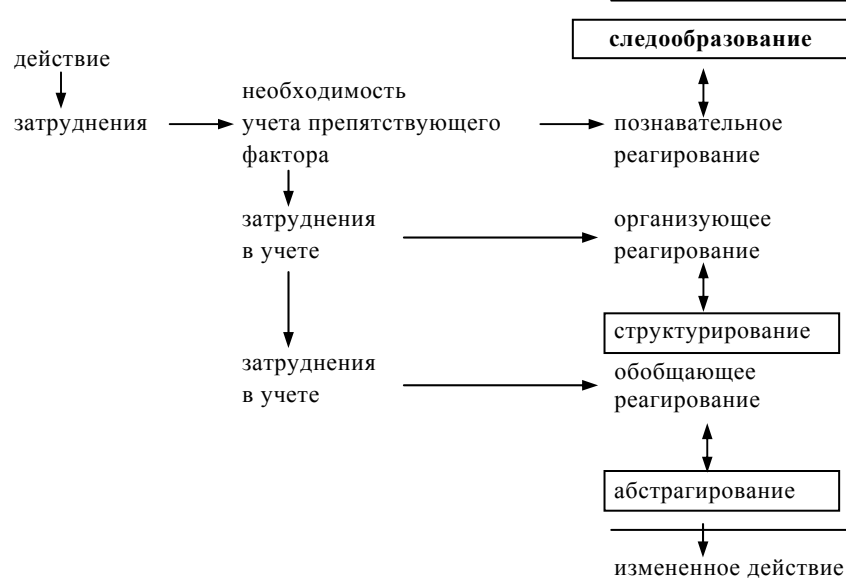 следообразование
действие
затруднения
необходимость
учета препятствующего
фактора
познавательное
реагирование
затруднения
в учете
организующее
реагирование
структурирование
затруднения
в учете
обобщающее
реагирование
абстрагирование
измененное действие